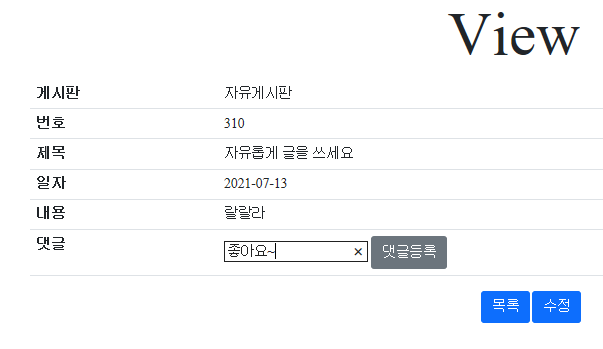 View
게시판 자유게시판
번호 310
제목 자유롭게 글을 쓰세요
일자 2021-07-13
내용 랄랄라
댓글 좋아요~ × 댓글등록
목록 수정